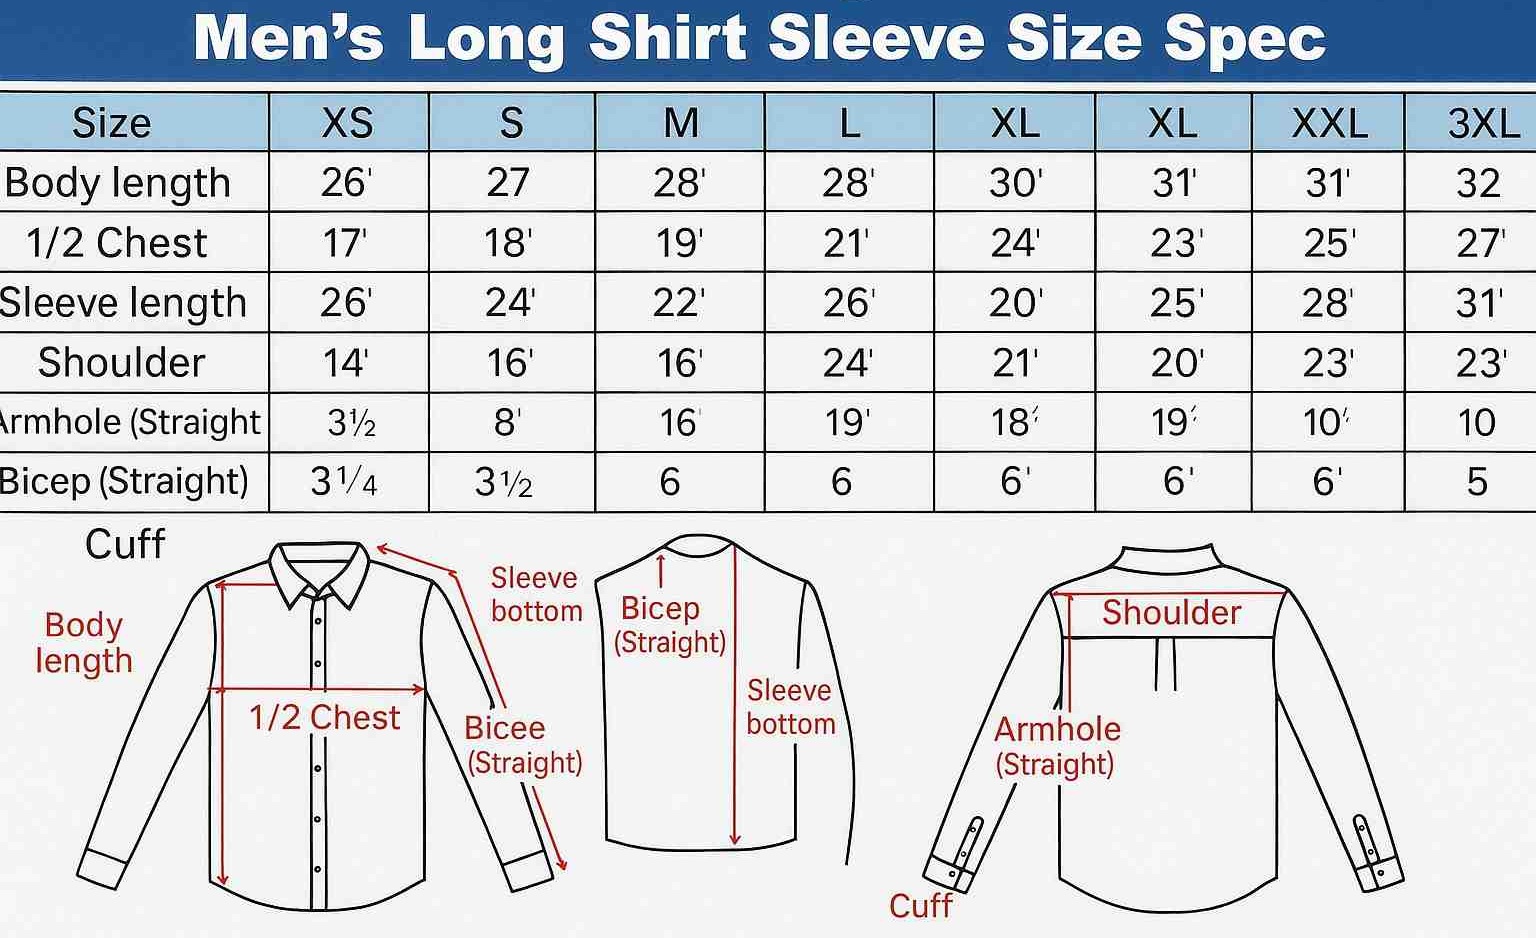 Men's Long Shirt Sleeve Size Spec
Size XS S M L XL XL XXL 3XL
Body length 26' 27 28' 28' 30' 31' 31' 32
1/2 Chest 17' 18' 19' 21' 24' 23' 25' 27'
Sleeve length 26' 24' 22' 26' 20' 25' 28' 31'
Shoulder 14' 16' 16' 24' 21' 20' 23' 23'
Armhole (Straight 3½ 8' 16' 19' 18' 19' 10' 10
Bicep (Straight) 3¼ 3½ 6 6 6' 6' 6' 5
Cuff
Body
length
1/2 Chest
Sleeve
bottom
Bicee
(Straight)
Bicep
(Straight)
Sleeve
bottom
Shoulder
Armhole
(Straight)
Cuff